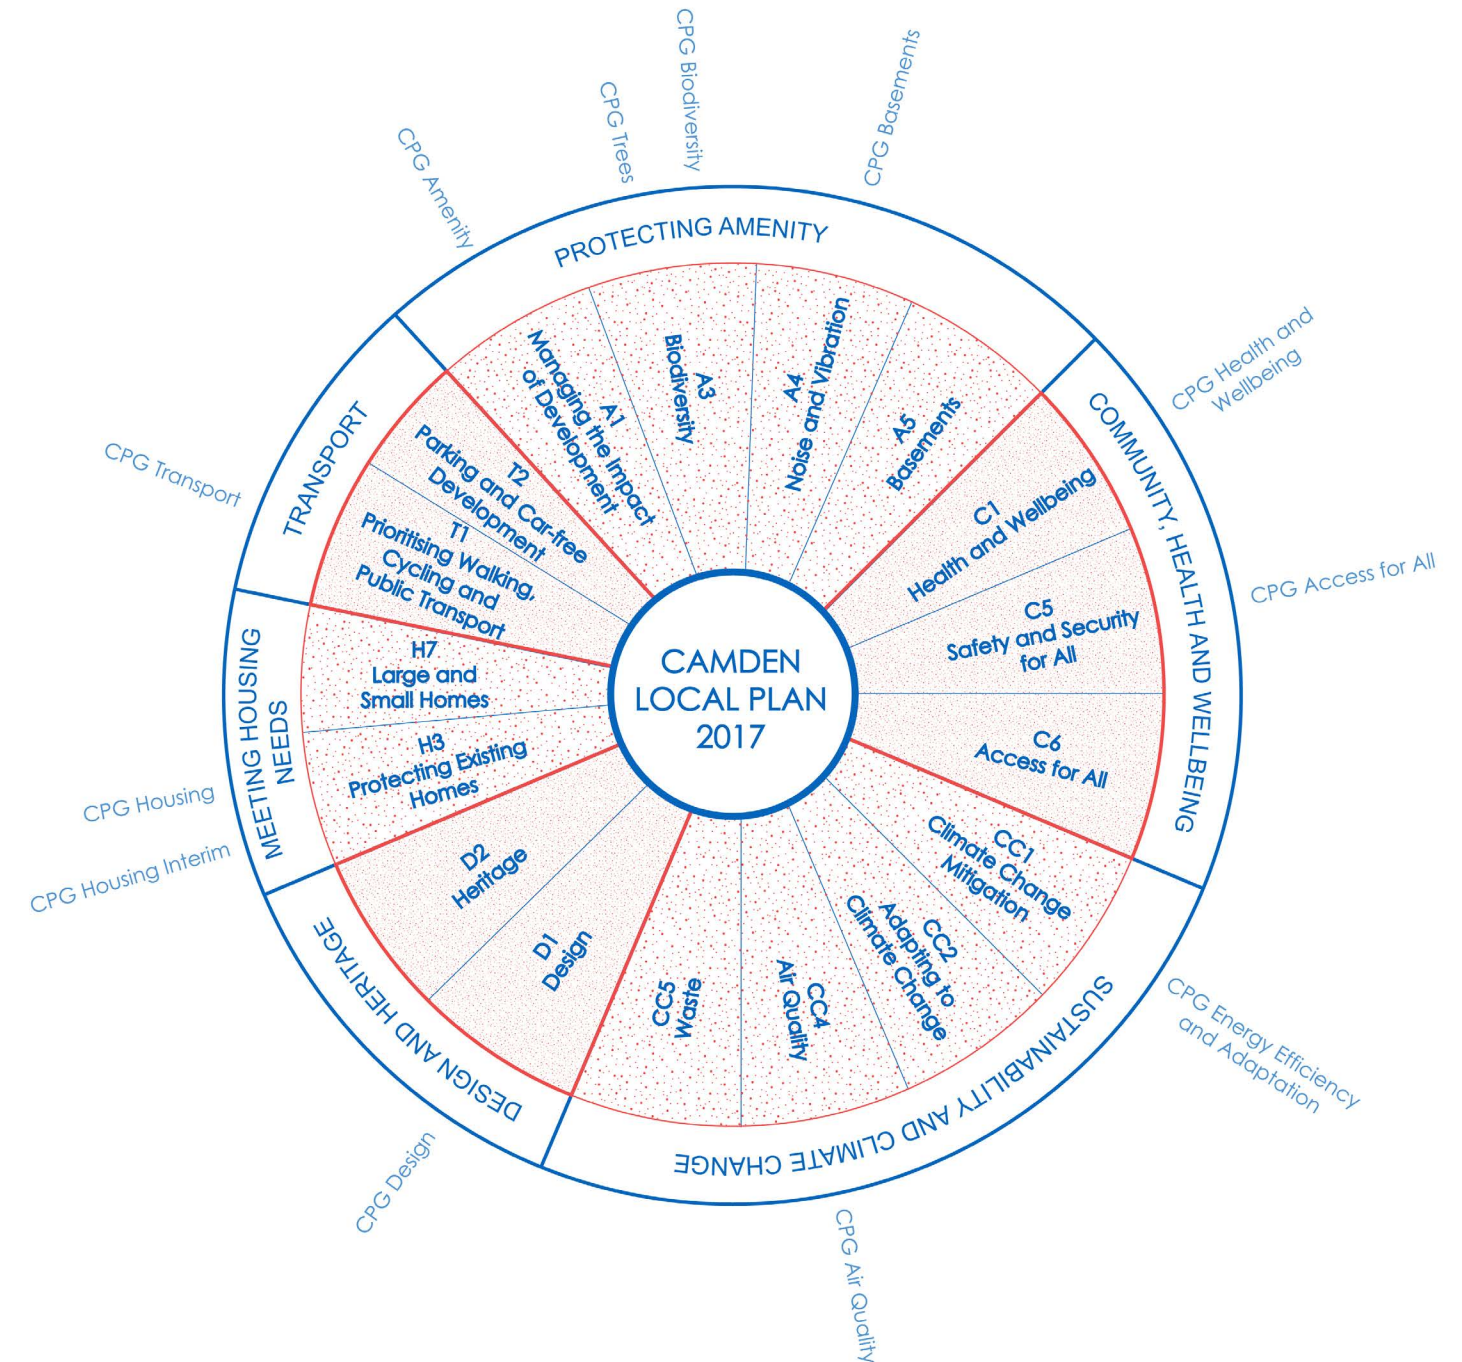 CAMDEN
LOCAL PLAN
2017
PROTECTING AMENITY
A1
Managing the Impact
of Development
A3
Biodiversity
A4
Noise and Vibration
A5
Basements
COMMUNITY, HEALTH AND WELLBEING
C1
Health and Wellbeing
C5
Safety and Security
for All
C6
Access for All
SUSTAINABILITY AND CLIMATE CHANGE
CC1
Climate Change
Mitigation
CC2
Adapting to
Climate Change
CC4
Air Quality
CC5
Waste
DESIGN AND HERITAGE
D1
Design
D2
Heritage
MEETING HOUSING
NEEDS
H3
Protecting Existing
Homes
H7
Large and
Small Homes
TRANSPORT
T1
Prioritising Walking,
Cycling and
Public Transport
T2
Parking and Car-free
Development
CPG Amenity
CPG Trees
CPG Biodiversity
CPG Basements
CPG Health and
Wellbeing
CPG Access for All
CPG Energy Efficiency
and Adaptation
CPG Air Quality
CPG Design
CPG Housing Interim
CPG Housing
CPG Transport